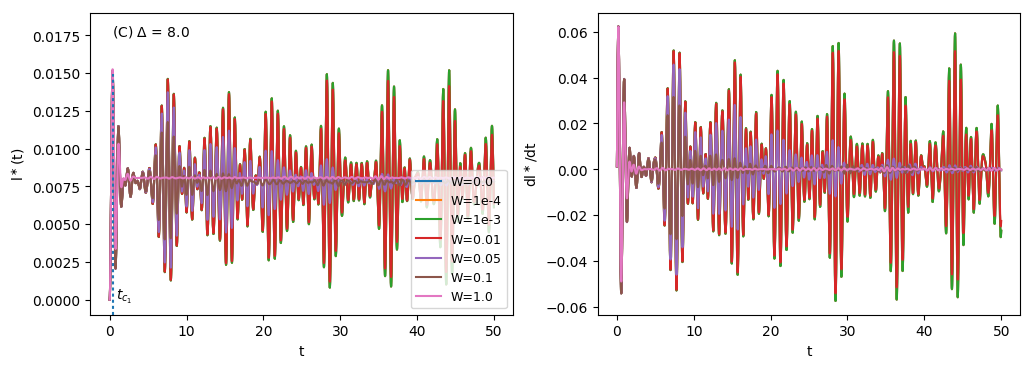 (C) Δ = 8.0
l * (t)
0.0175
0.0150
0.0125
0.0100
0.0075
0.0050
0.0025
0.0000
t_{c_1}
W=0.0
W=1e-4
W=1e-3
W=0.01
W=0.05
W=0.1
W=1.0
0
10
20
30
40
50
t
dl * /dt
0.06
0.04
0.02
0.00
−0.02
−0.04
−0.06
0
10
20
30
40
50
t